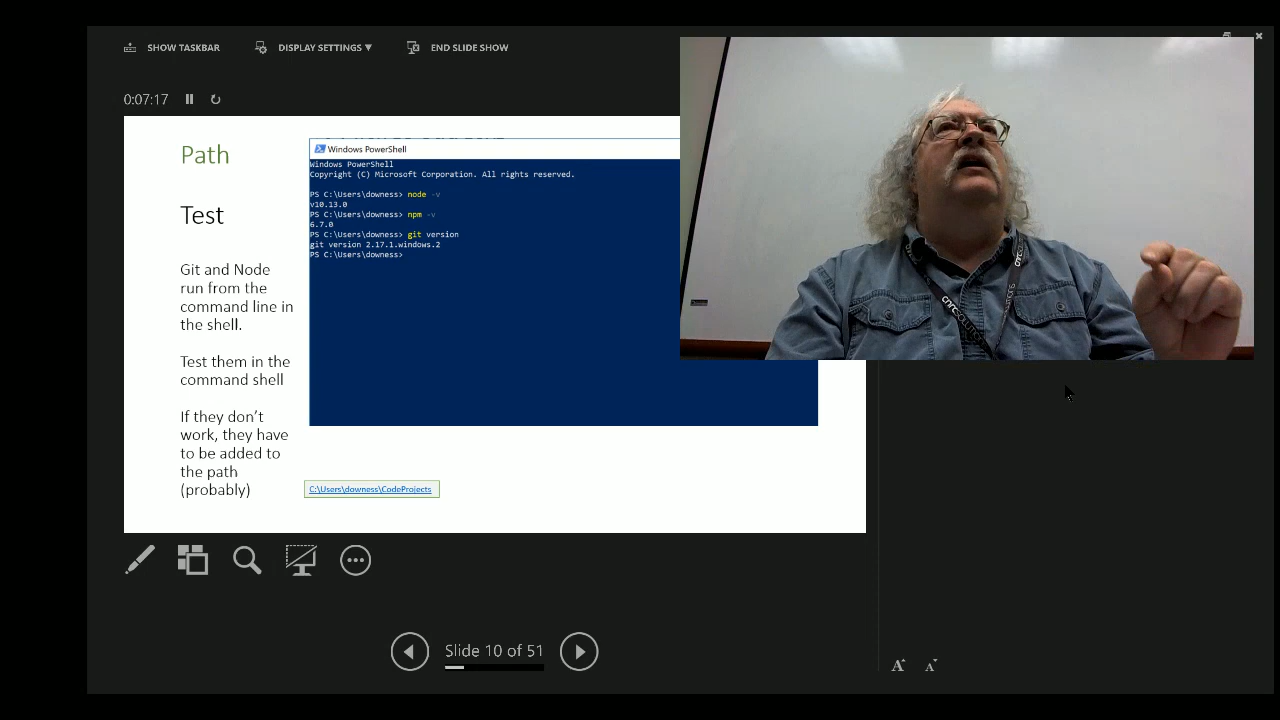 SHOW TASKBAR
DISPLAY SETTINGS ▼
END SLIDE SHOW
0:07:17
Path
Test
Git and Node
run from the
command line in
the shell.
Test them in the
command shell
If they don't
work, they have
to be added to
the path
(probably)
Windows PowerShell
Windows PowerShell
Copyright (C) Microsoft Corporation. All rights reserved.
PS C:\Users\downess> node -v
v10.13.0
PS C:\Users\downess> npm -v
6.7.0
PS C:\Users\downess> git version
git version 2.17.1.windows.2
PS C:\Users\downess>
C:\Users\downess\CodeProjects
Slide 10 of 51
A A